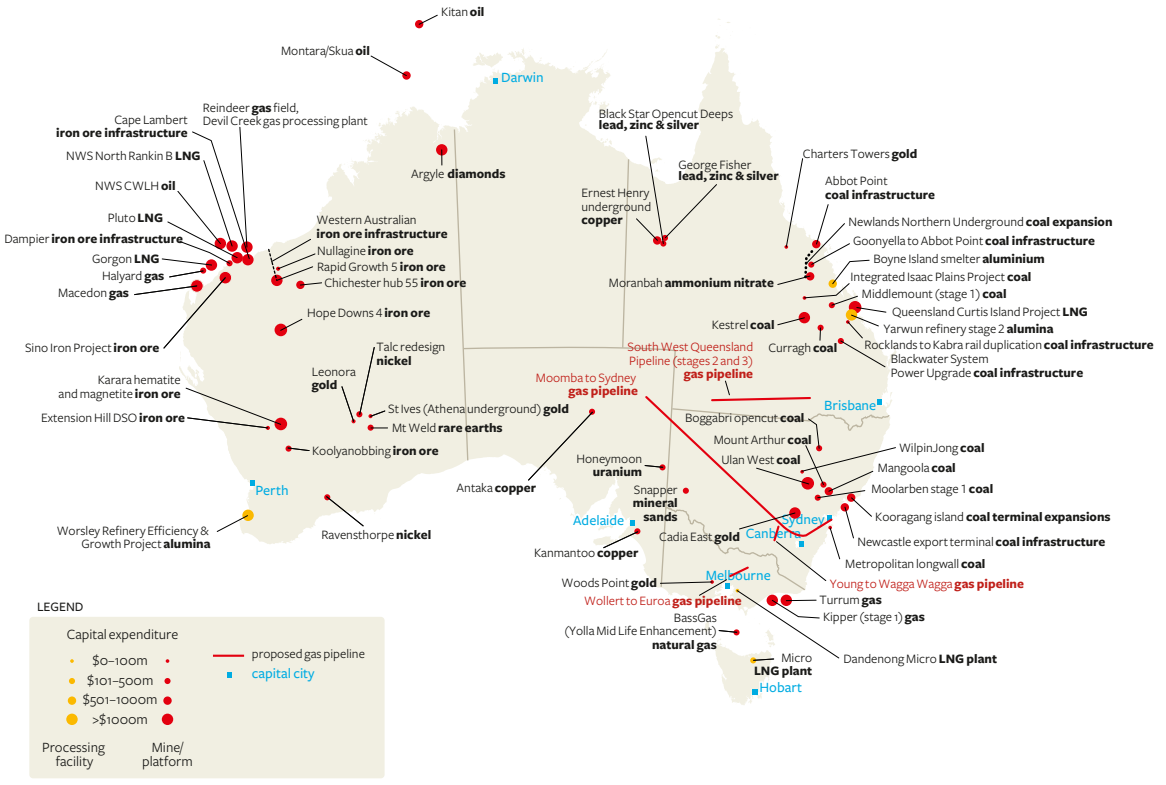 Kitan oil
Montara/Skua oil
Darwin
Reindeer gas field,
Devil Creek gas processing plant
Cape Lambert
iron ore infrastructure
NWS North Rankin B LNG
NWS CWLH oil
Pluto LNG
Dampier iron ore infrastructure
Gorgon LNG
Halyard gas
Macedon gas
Sino Iron Project iron ore
Argyle diamonds
Western Australian
iron ore infrastructure
Nullagine iron ore
Rapid Growth 5 iron ore
Chichester hub 55 iron ore
Hope Downs 4 iron ore
Talc redesign
nickel
Leonora
gold
St Ives (Athena underground) gold
Mt Weld rare earths
Karara hematite
and magnetite iron ore
Extension Hill DSO iron ore
Koolyanobbing iron ore
Perth
Worsley Refinery Efficiency &
Growth Project alumina
Ravensthorpe nickel
Black Star Opencut Deeps
lead, zinc & silver
George Fisher
lead, zinc & silver
Ernest Henry
underground
copper
Charters Towers gold
Abbot Point
coal infrastructure
Newlands Northern Underground coal expansion
Goonyella to Abbot Point coal infrastructure
Boyne Island smelter aluminium
Integrated Isaac Plains Project coal
Moranbah ammonium nitrate
Middlemount (stage 1) coal
Queensland Curtis Island Project LNG
Yarwun refinery stage 2 alumina
Kestrel coal
Curragh coal
Rocklands to Kabra rail duplication coal infrastructure
Blackwater System
Power Upgrade coal infrastructure
South West Queensland
Pipeline (stages 2 and 3)
gas pipeline
Moomba to Sydney
gas pipeline
Brisbane
Boggabri opencut coal
Mount Arthur coal
Ulan West coal
WilpinJong coal
Mangoola coal
Moolarben stage 1 coal
Kooragang island coal terminal expansions
Newcastle export terminal coal infrastructure
Metropolitan longwall coal
Honeymoon
uranium
Antaka copper
Snapper
mineral
sands
Adelaide
Kanmantoo copper
Cadia East gold
Sydney
Canberra
Young to Wagga Wagga gas pipeline
Woods Point gold
Melbourne
Wollert to Euroa gas pipeline
Turrum gas
Kipper (stage 1) gas
BassGas
(Yolla Mid Life Enhancement)
natural gas
Dandenong Micro LNG plant
Micro
LNG plant
Hobart
LEGEND
Capital expenditure
$0–100m
$101–500m
$501–1000m
>$1000m
Processing
facility
Mine/
platform
proposed gas pipeline
capital city